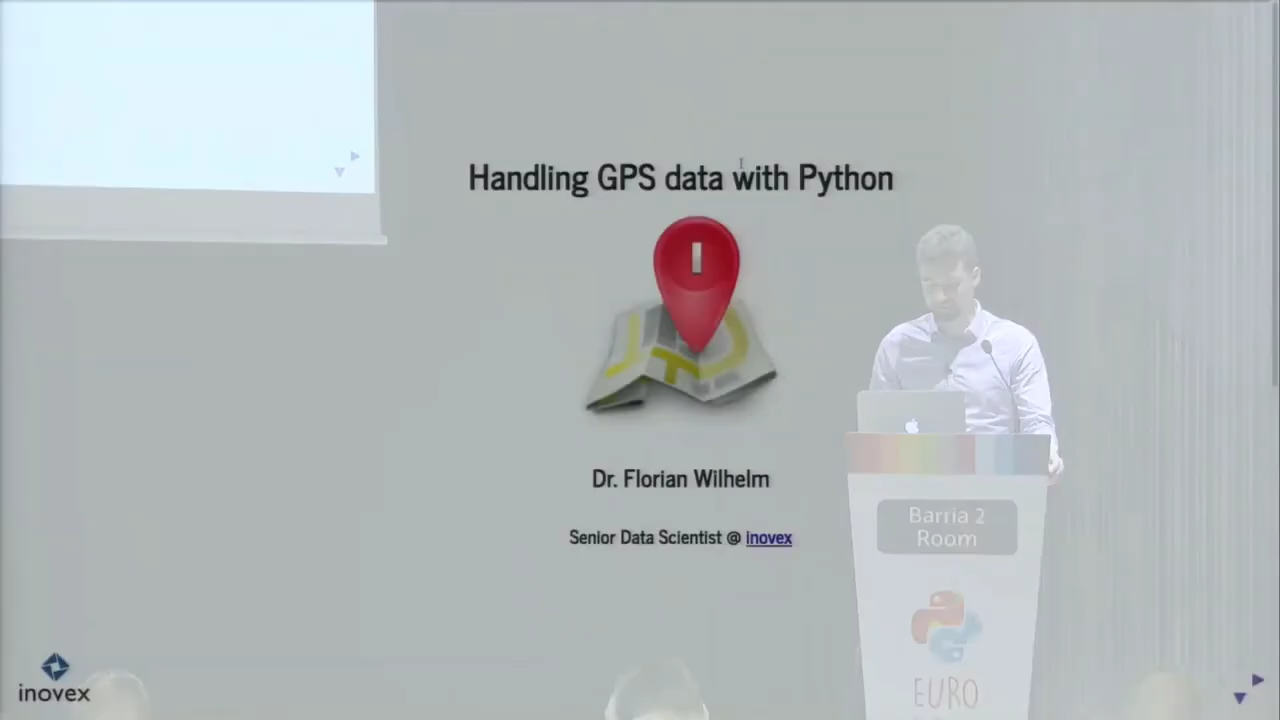 Handling GPS data with Python
Dr. Florian Wilhelm
Senior Data Scientist @ inovex
Barria 2
Room
EURO
inovex